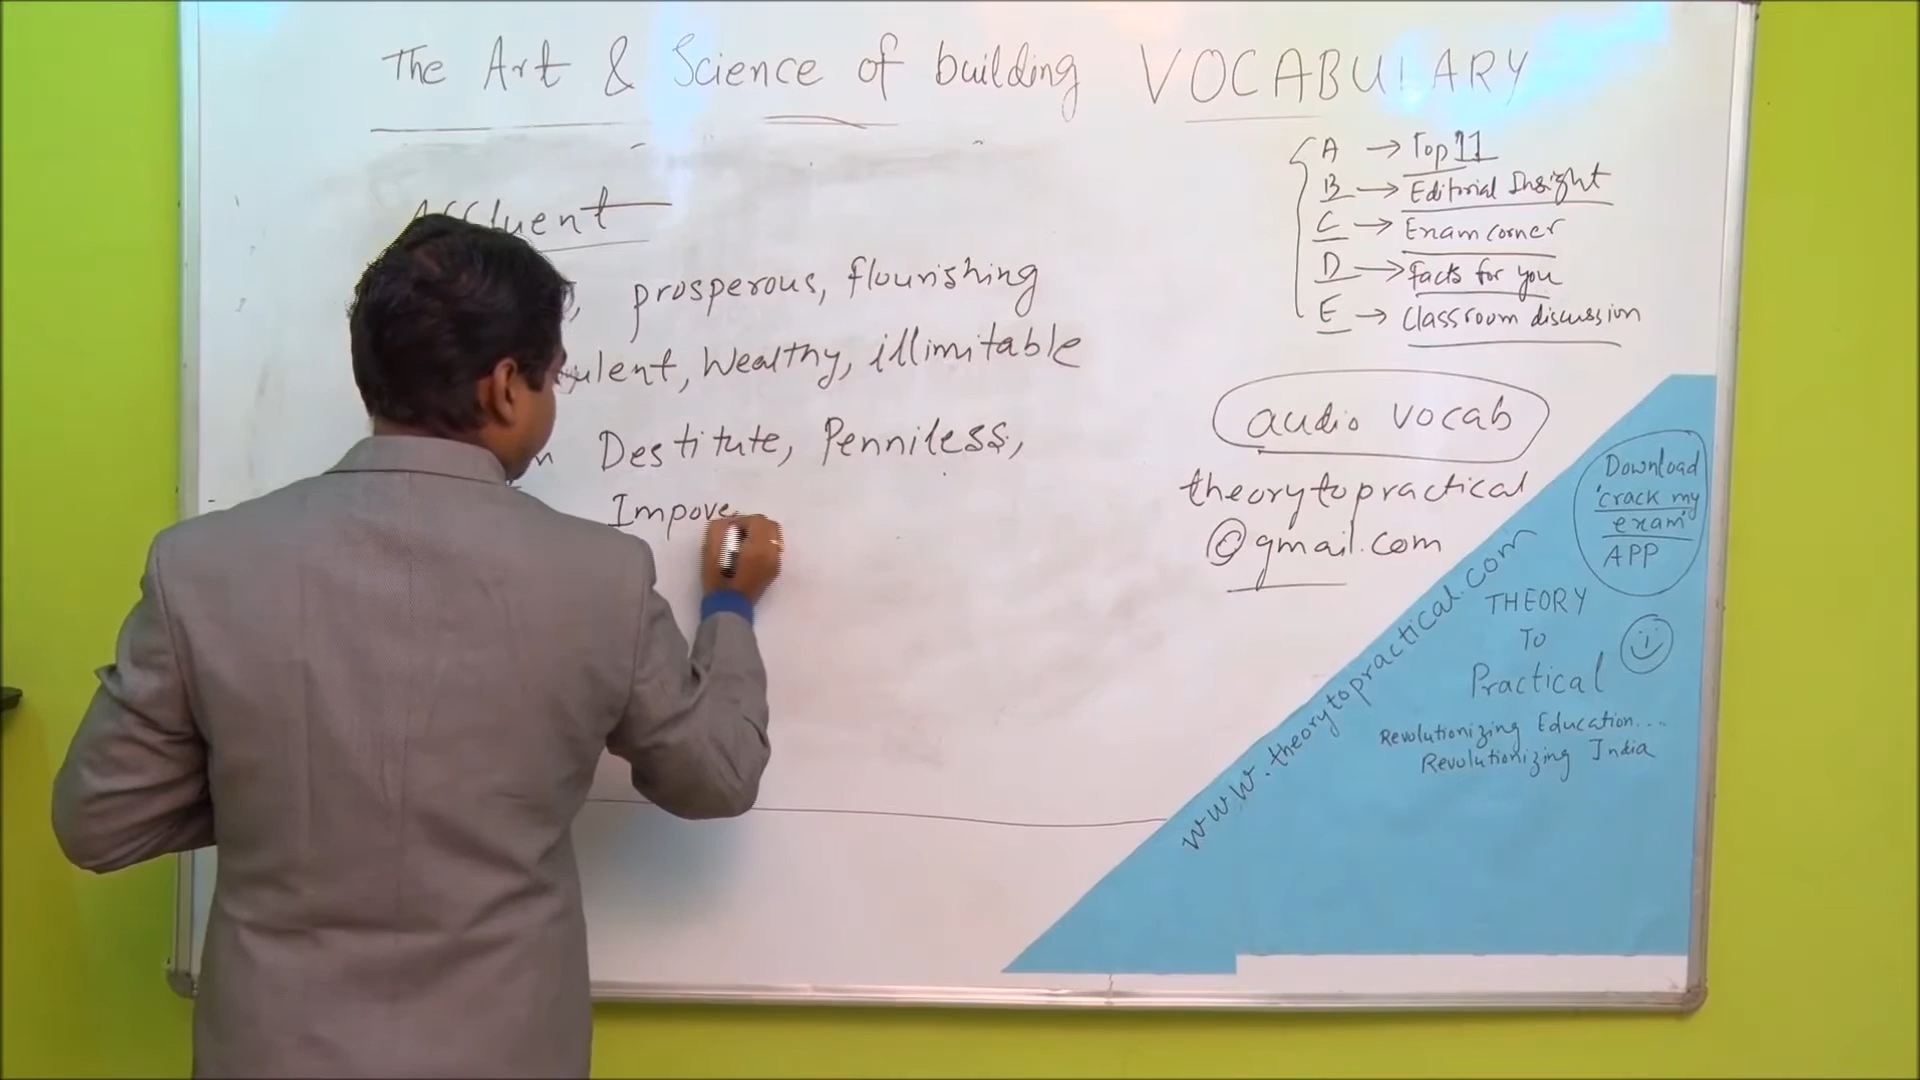 The Art & Science of building VOCABULARY
A → Top 11
B → Editorial Insight
C → Exam corner
D → Facts for you
E → Classroom discussion
prosperous, flourishing
Wealthy, illimitable
Destitute, Penniless,
Impove
audio vocab
theorytopractical
@gmail.com
www.theorytopractical.com
Download
'crack my
exam'
APP
THEORY
To
Practical
Revolutionizing Education....
Revolutionizing India